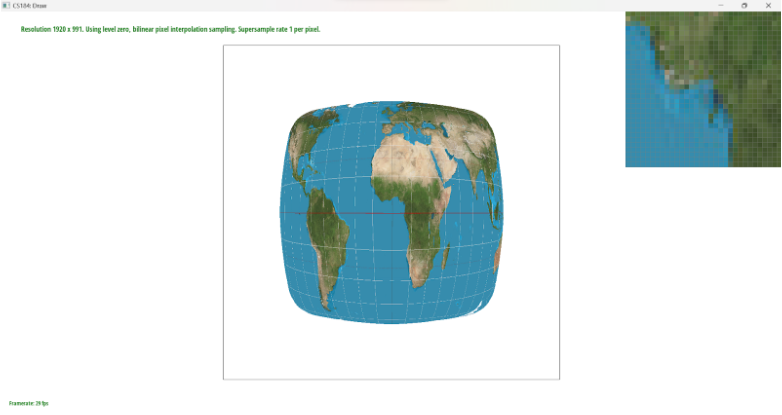 CS184: Draw
Resolution 1920 x 991. Using level zero, bilinear pixel interpolation sampling. Supersample rate 1 per pixel.
Framerate: 29 fps